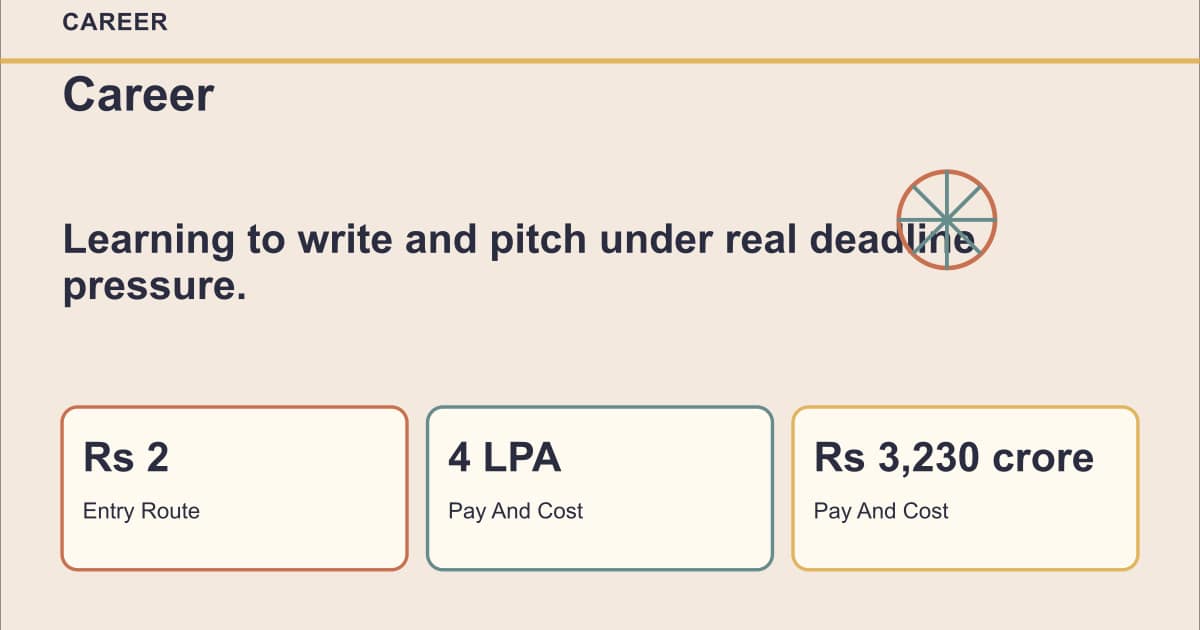 CAREER
Career
Learning to write and pitch under real deadline
pressure.
Rs 2
Entry Route
4 LPA
Pay And Cost
Rs 3,230 crore
Pay And Cost